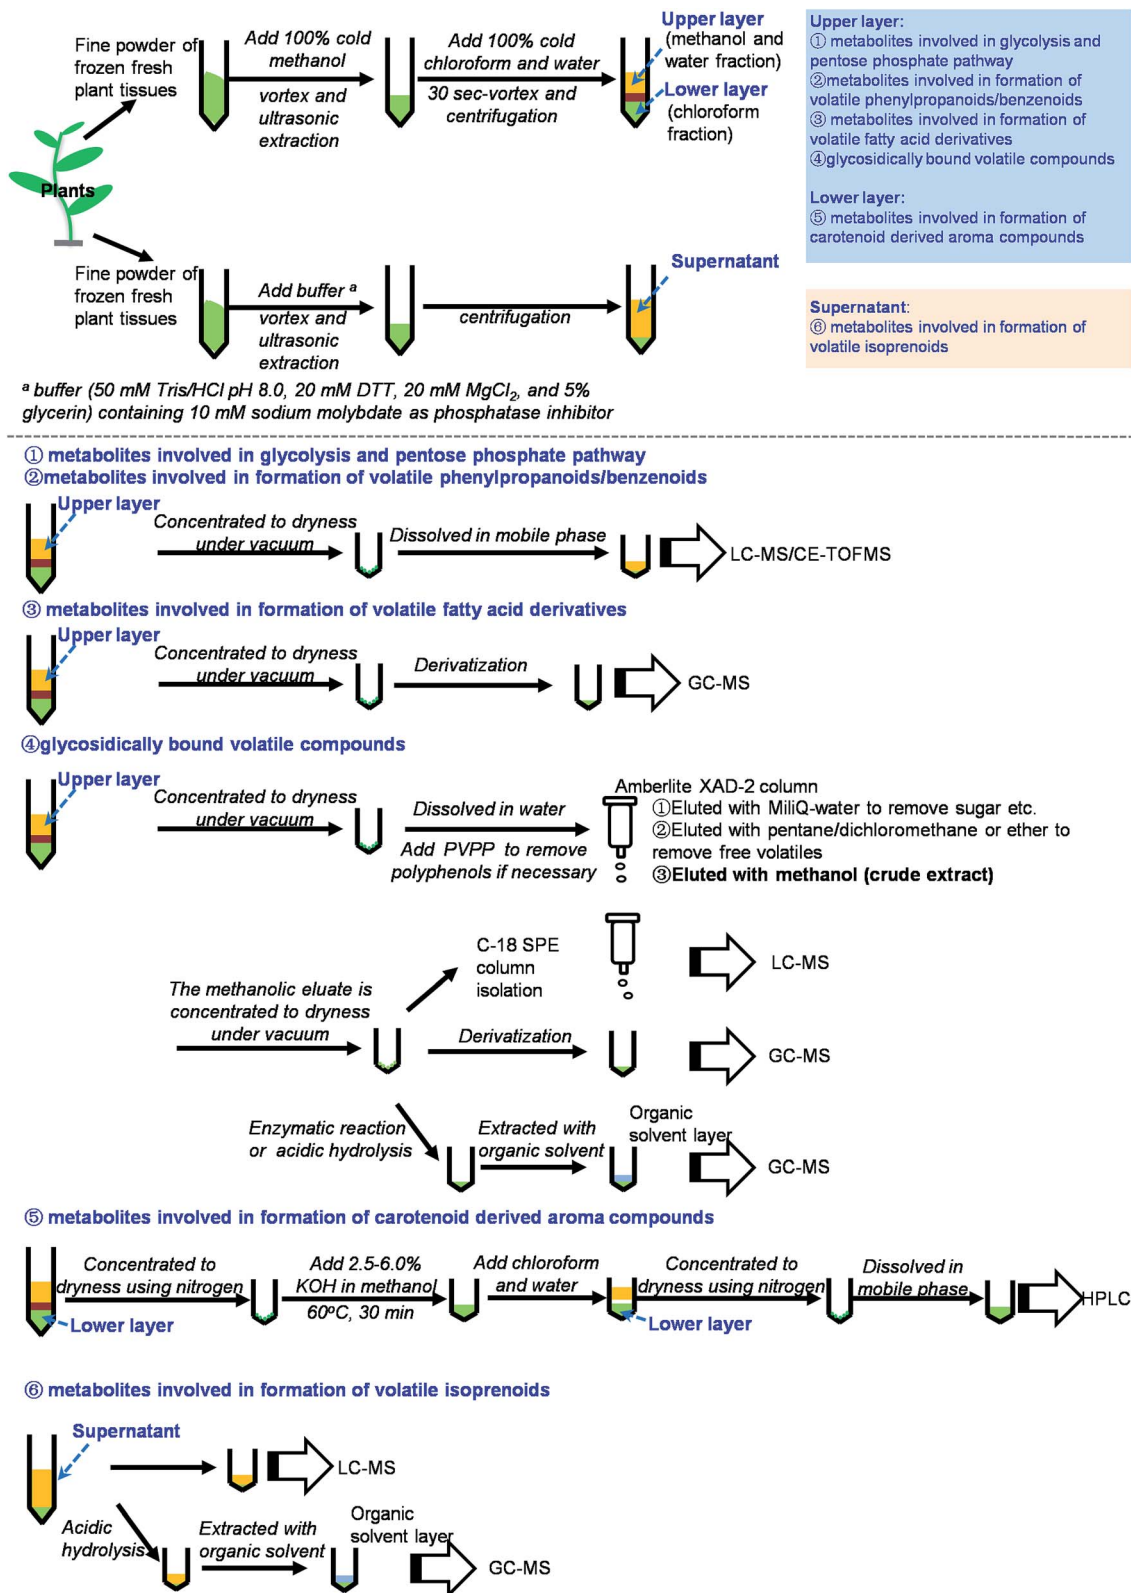 Fine powder of
frozen fresh
plant tissues
Add 100% cold
methanol
vortex and
ultrasonic
extraction
Add 100% cold
chloroform and water
30 sec-vortex and
centrifugation
Upper layer
(methanol and
water fraction)
Lower layer
(chloroform
fraction)
Upper layer:
① metabolites involved in glycolysis and
pentose phosphate pathway
②metabolites involved in formation of
volatile phenylpropanoids/benzenoids
③ metabolites involved in formation of
volatile fatty acid derivatives
④glycosidically bound volatile compounds
Lower layer:
⑤ metabolites involved in formation of
carotenoid derived aroma compounds
Plants
Fine powder of
frozen fresh
plant tissues
Add buffer a
vortex and
ultrasonic
extraction
centrifugation
Supernatant
Supernatant:
⑥ metabolites involved in formation of
volatile isoprenoids
a buffer (50 mM Tris/HCl pH 8.0, 20 mM DTT, 20 mM MgCl2, and 5%
glycerin) containing 10 mM sodium molybdate as phosphatase inhibitor
① metabolites involved in glycolysis and pentose phosphate pathway
②metabolites involved in formation of volatile phenylpropanoids/benzenoids
Upper layer
Concentrated to dryness
under vacuum
Dissolved in mobile phase
LC-MS/CE-TOFMS
③ metabolites involved in formation of volatile fatty acid derivatives
Upper layer
Concentrated to dryness
under vacuum
Derivatization
GC-MS
④glycosidically bound volatile compounds
Upper layer
Concentrated to dryness
under vacuum
Dissolved in water
Add PVPP to remove
polyphenols if necessary
Amberlite XAD-2 column
①Eluted with MiliQ-water to remove sugar etc.
②Eluted with pentane/dichloromethane or ether to
remove free volatiles
③Eluted with methanol (crude extract)
C-18 SPE
column
isolation
LC-MS
The methanolic eluate is
concentrated to dryness
under vacuum
Derivatization
GC-MS
Enzymatic reaction
or acidic hydrolysis
Extracted with
organic solvent
Organic
solvent layer
GC-MS
⑤ metabolites involved in formation of carotenoid derived aroma compounds
Concentrated to
dryness using nitrogen
Add 2.5-6.0%
KOH in methanol
60ºC, 30 min
Add chloroform
and water
Concentrated to
dryness using nitrogen
Dissolved in
mobile phase
HPLC
Lower layer
Lower layer
⑥ metabolites involved in formation of volatile isoprenoids
Supernatant
LC-MS
Acidic
hydrolysis
Extracted with
organic solvent
Organic
solvent layer
GC-MS